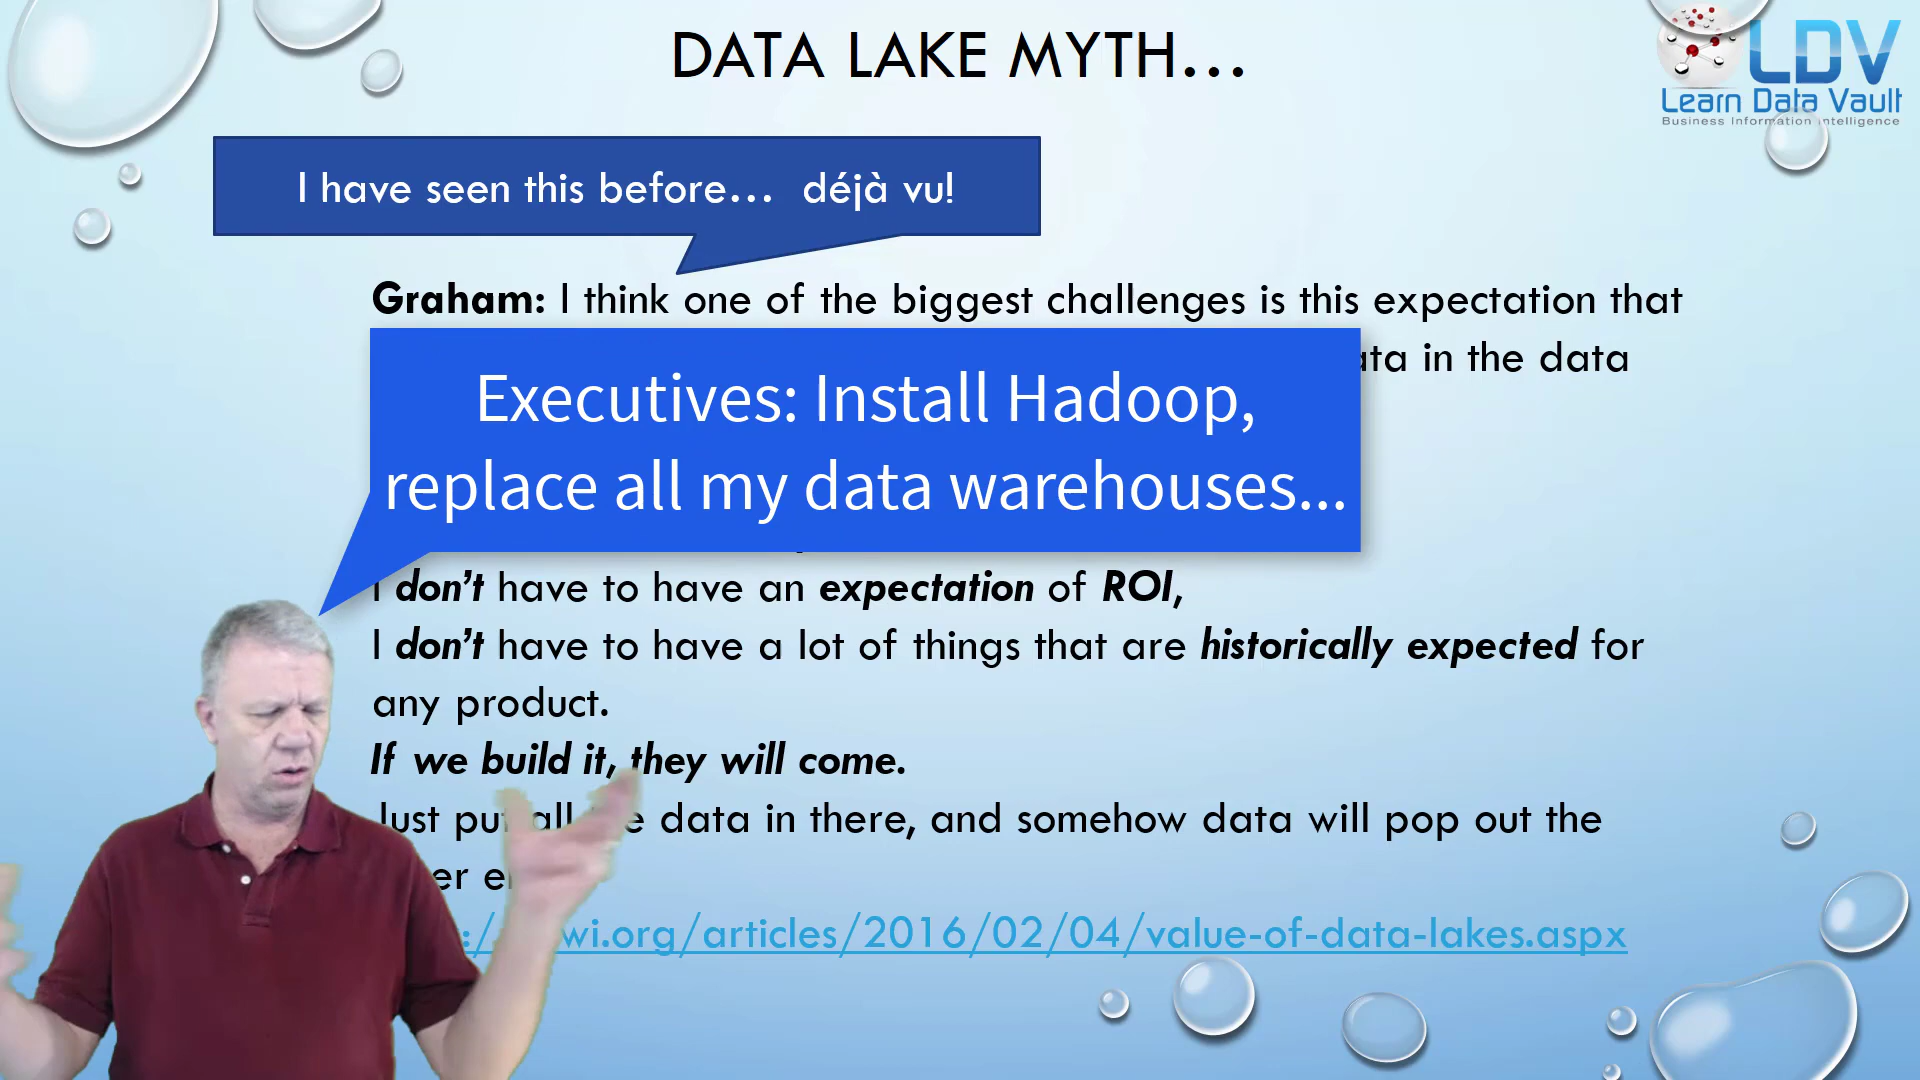 DATA LAKE MYTH...
LDV
Learn Data Vault
Business Information Intelligence
I have seen this before... déjà vu!
Graham: I think one of the biggest challenges is this expectation that
in the data
Executives: Install Hadoop,
replace all my data warehouses...
I don't have to have an expectation of ROI,
I don't have to have a lot of things that are historically expected for
any product.
If we build it, they will come.
Just put all data in there, and somehow data will pop out the
wi.org/articles/2016/02/04/value-of-data-lakes.aspx